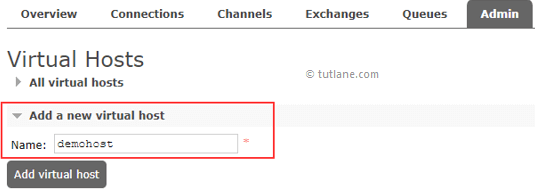 Overview Connections Channels Exchanges Queues Admin
Virtual Hosts
All virtual hosts
© tutlane.com
Add a new virtual host
Name: demohost *
Add virtual host